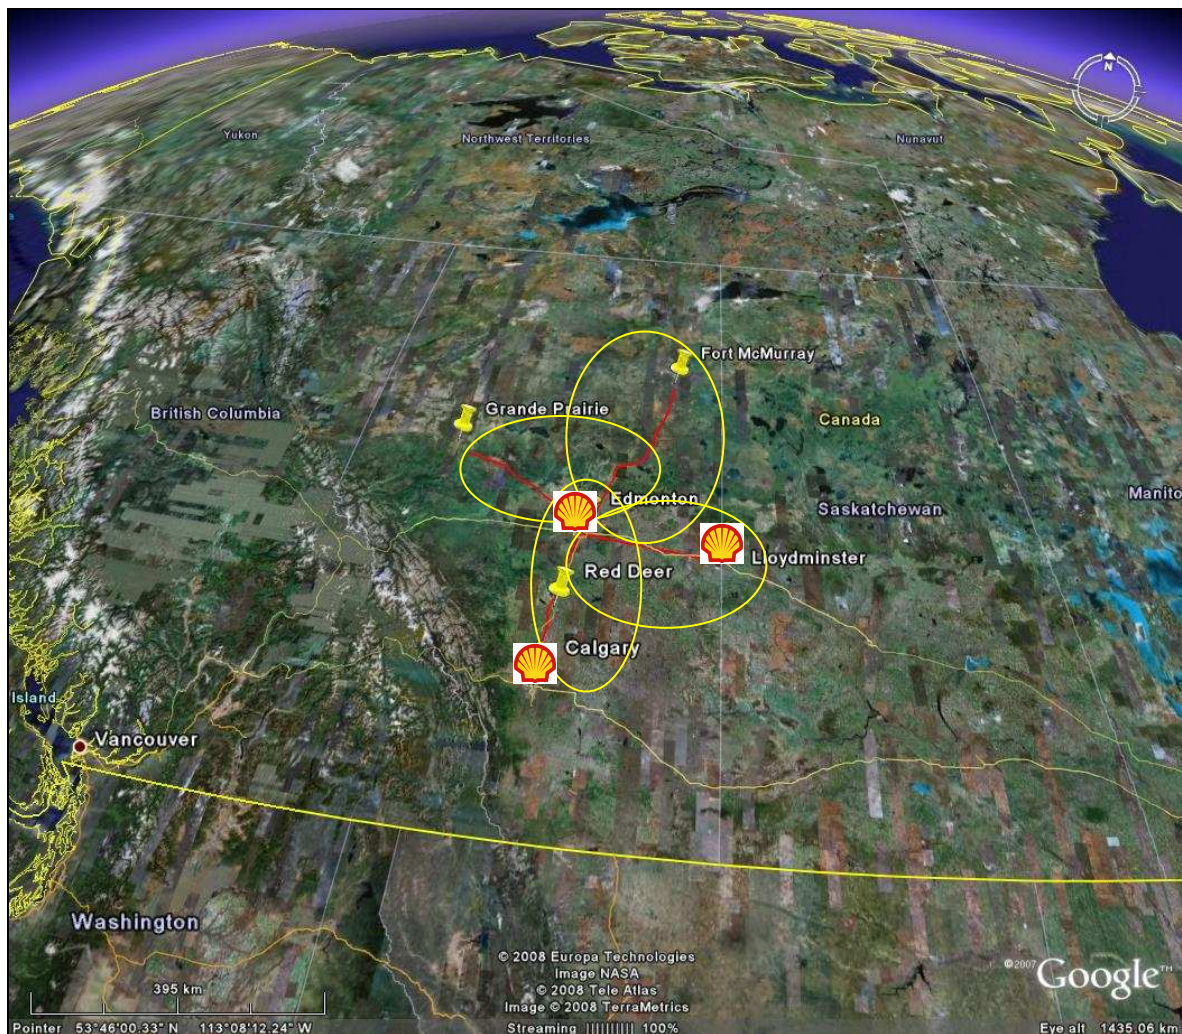 N
Yukon
Northwest Territories
Nunavut
Fort McMurray
Grande Prairie
British Columbia
Canada
Edmonton
Manito
Saskatchewan
Lloydminster
Red Deer
Calgary
Island
Vancouver
Washington
© 2008 Europa Technologies
Image NASA
© 2008 Tele Atlas
Image © 2008 TerraMetrics
©2007 Google™
395 km
Pointer 53°46'00.33" N 113°08'12.24" W Streaming |||||||||| 100% Eye alt 1435.06 km